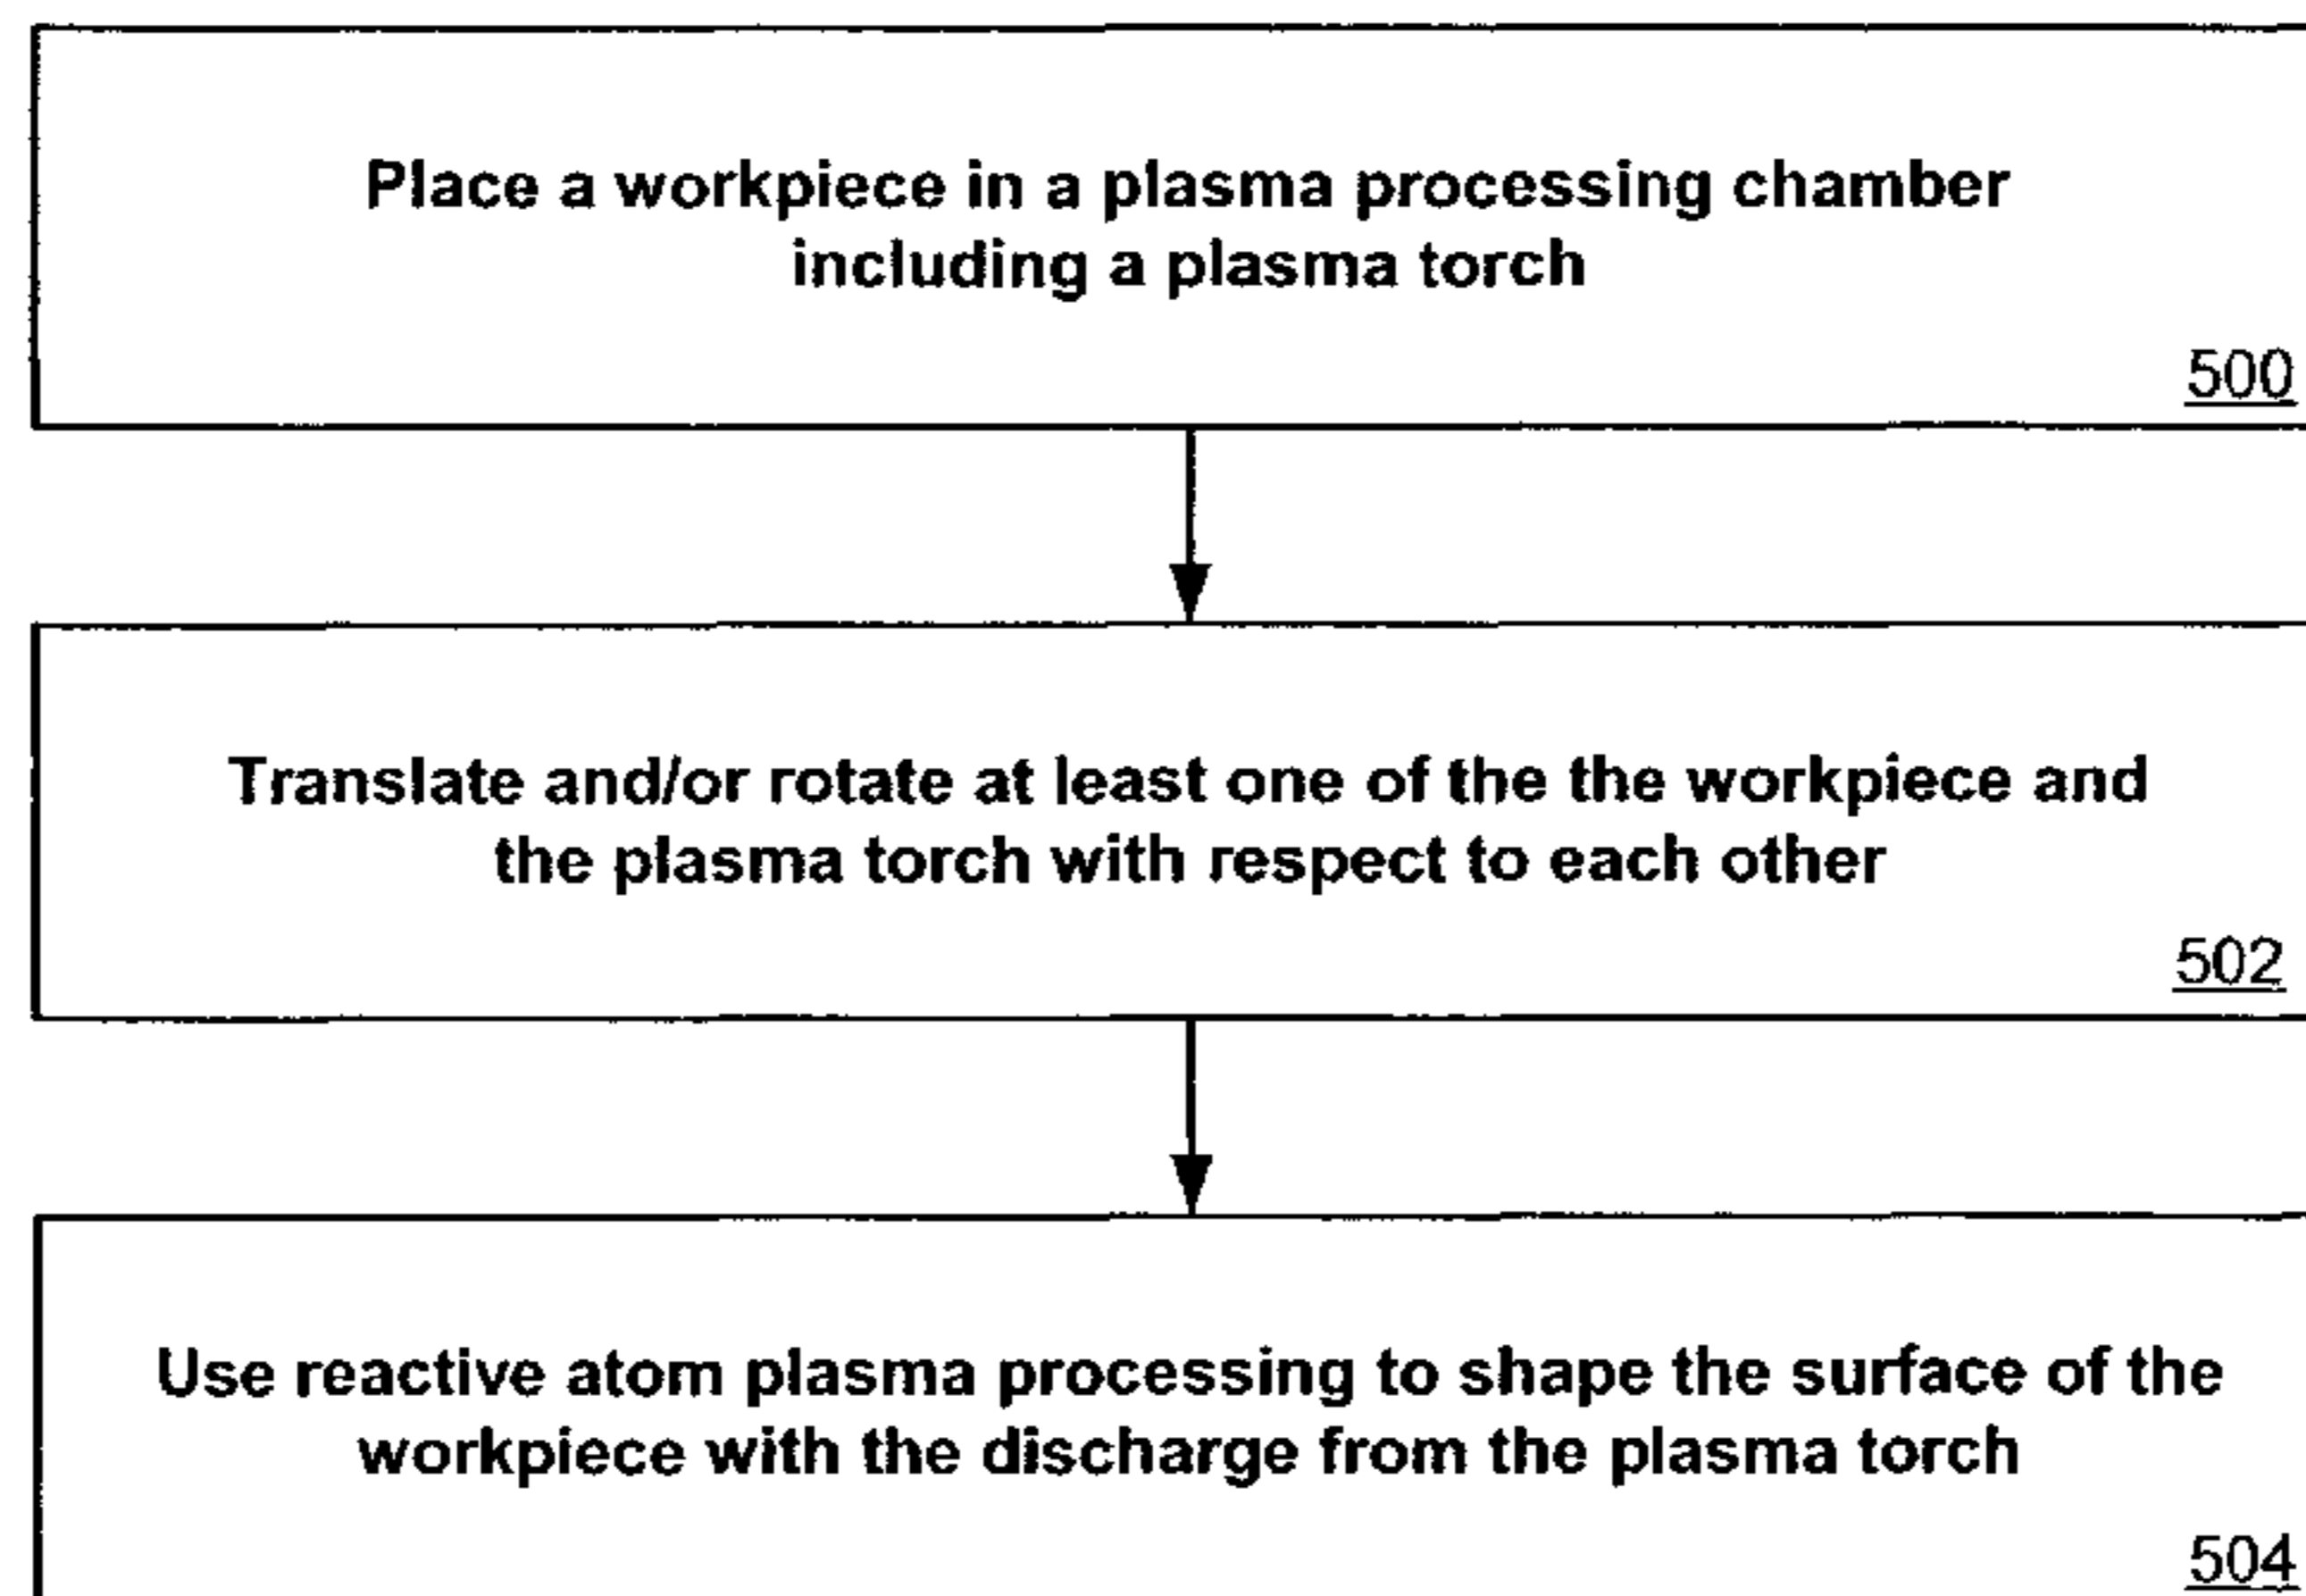 Place a workpiece in a plasma processing chamber
including a plasma torch
500
Translate and/or rotate at least one of the the workpiece and
the plasma torch with respect to each other
502
Use reactive atom plasma processing to shape the surface of the
workpiece with the discharge from the plasma torch
504